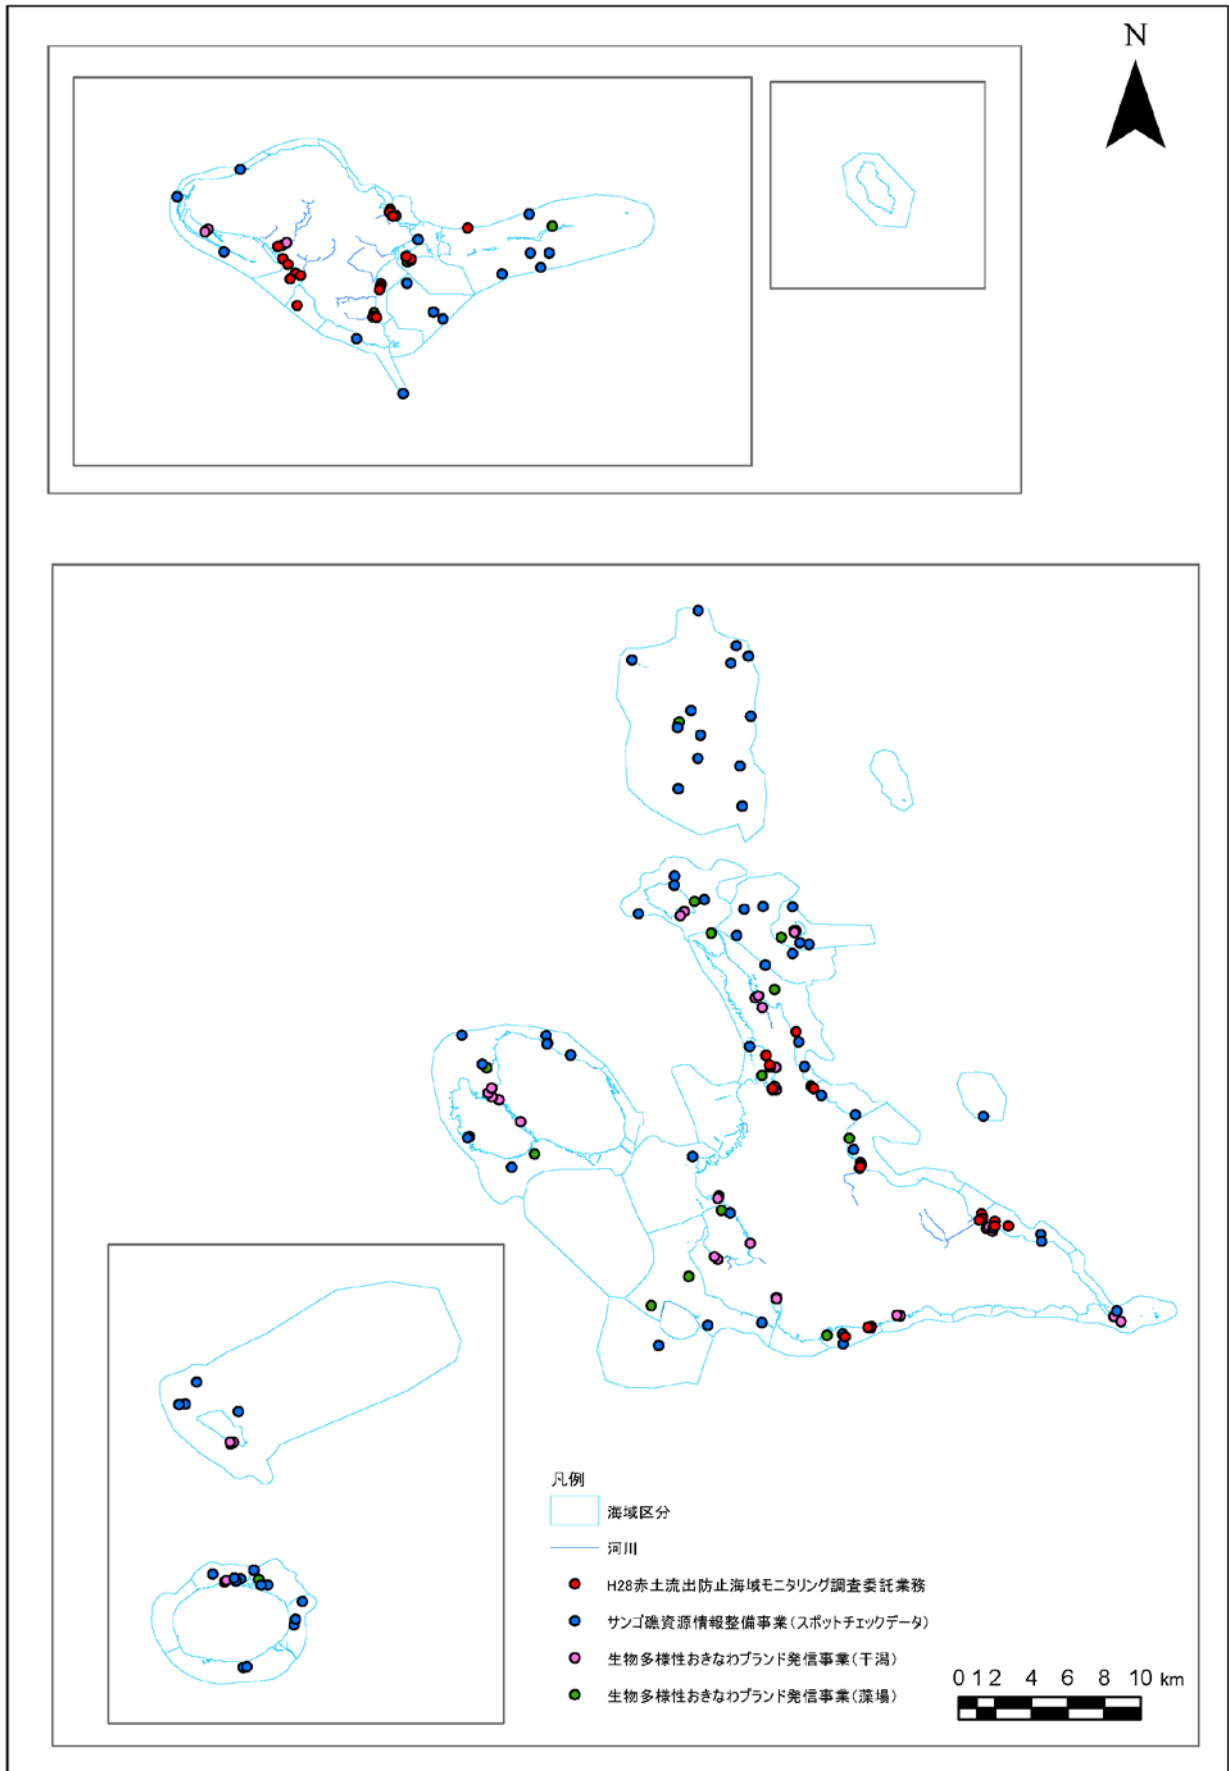 N
凡例
海域区分
河川
H28赤土流出防止海域モニタリング調査委託業務
サンゴ礁資源情報整備事業(スポットチェックデータ)
生物多様性おきなわブランド発信事業(干潟)
生物多様性おきなわブランド発信事業(藻場)
0 1 2 4 6 8 10 km